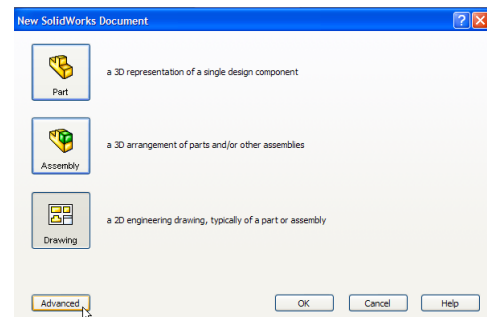 New SolidWorks Document
Part
a 3D representation of a single design component
Assembly
a 3D arrangement of parts and/or other assemblies
Drawing
a 2D engineering drawing, typically of a part or assembly
Advanced
OK
Cancel
Help